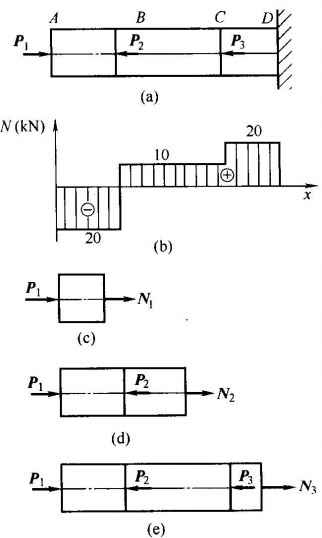 A B C D
P₁ P₂ P₃
(a)
N (kN)
20
10
⊕
⊖
20
x
(b)
P₁ N₁
(c)
P₁ P₂ N₂
(d)
P₁ P₂ P₃ N₃
(e)